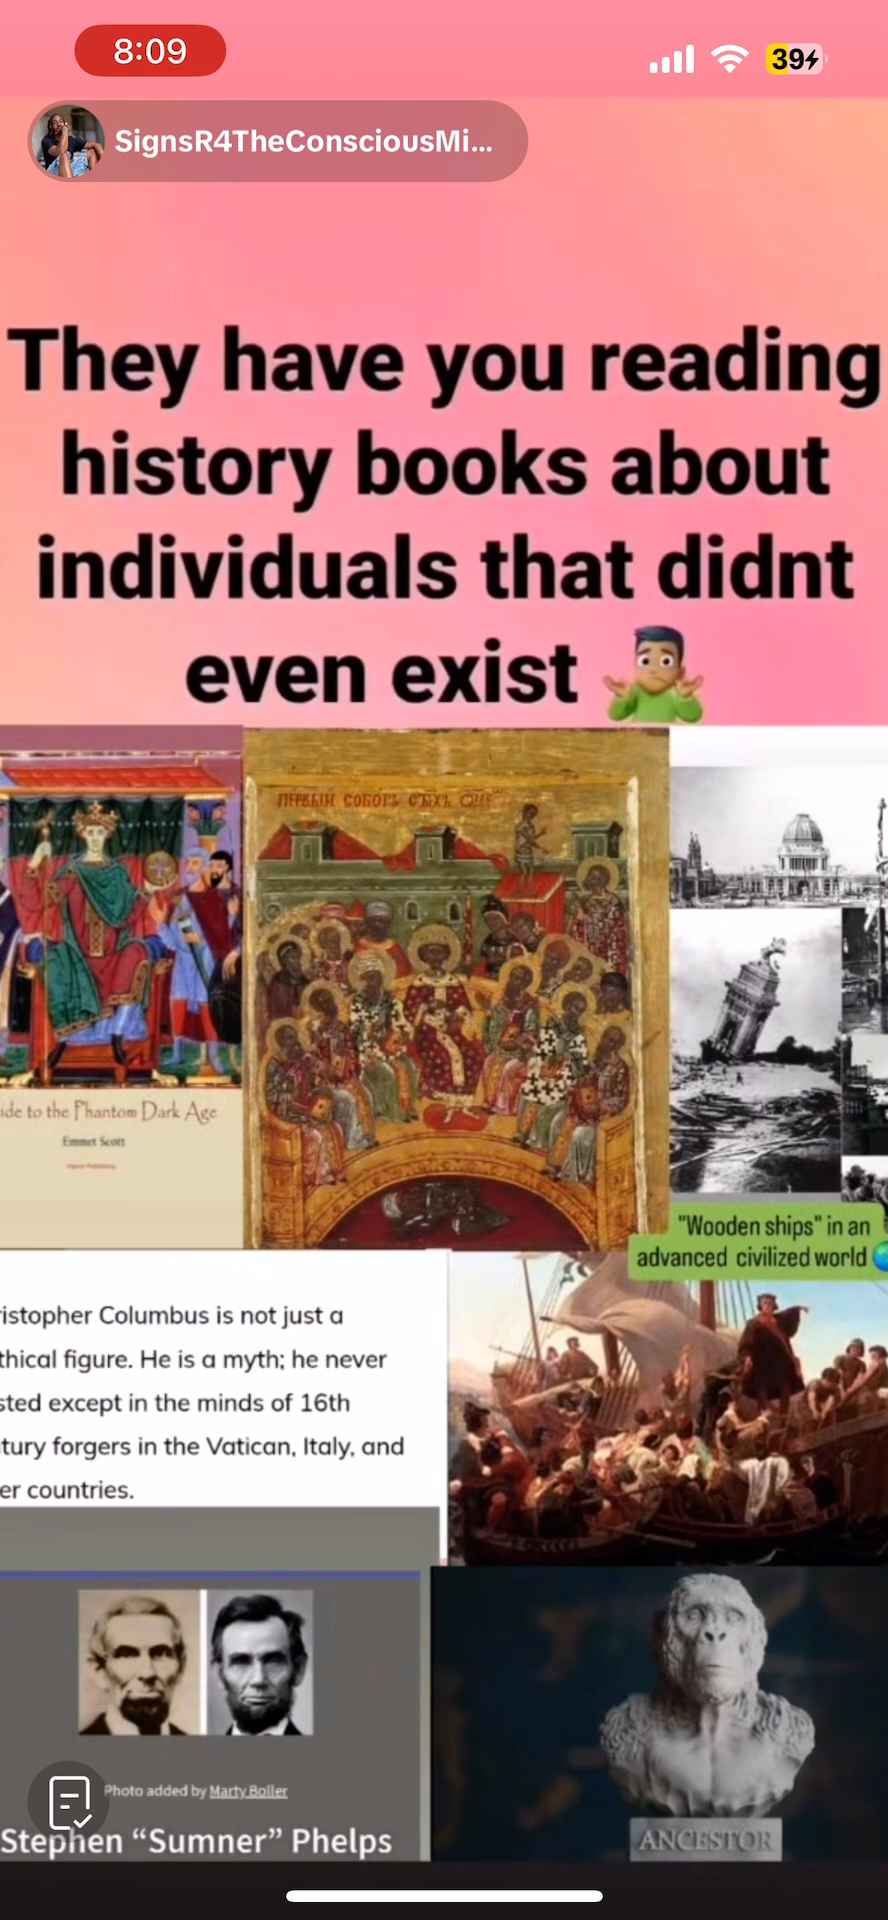 8:09
39
SignsR4TheConsciousMi...
They have you reading
history books about
individuals that didnt
even exist 🤷🏽‍♂️
ПЕРВЫИ СОБОРЪ
ide to the Phantom Dark Age
Emmet Scott
"Wooden ships" in an
advanced civilized world 🌎
ristopher Columbus is not just a
thical figure. He is a myth; he never
sted except in the minds of 16th
tury forgers in the Vatican, Italy, and
er countries.
Photo added by Marty Boller
Stephen “Sumner” Phelps
ANCESTOR